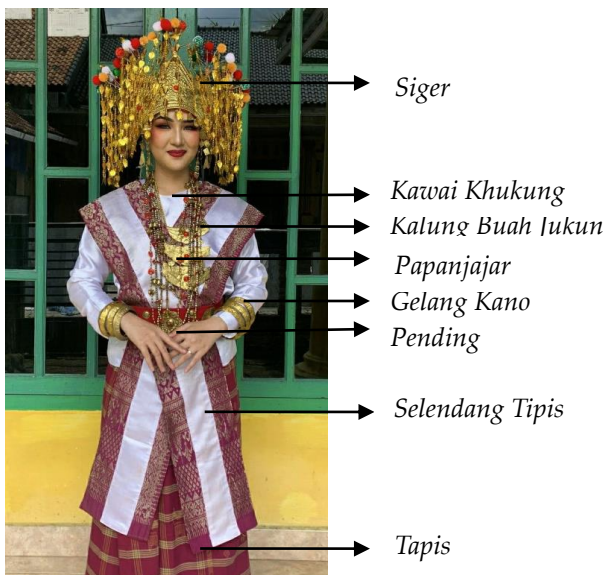 Siger
Kawai Khukung
Kalung Buah Jukun
Papanjajar
Gelang Kano
Pending
Selendang Tipis
Tapis